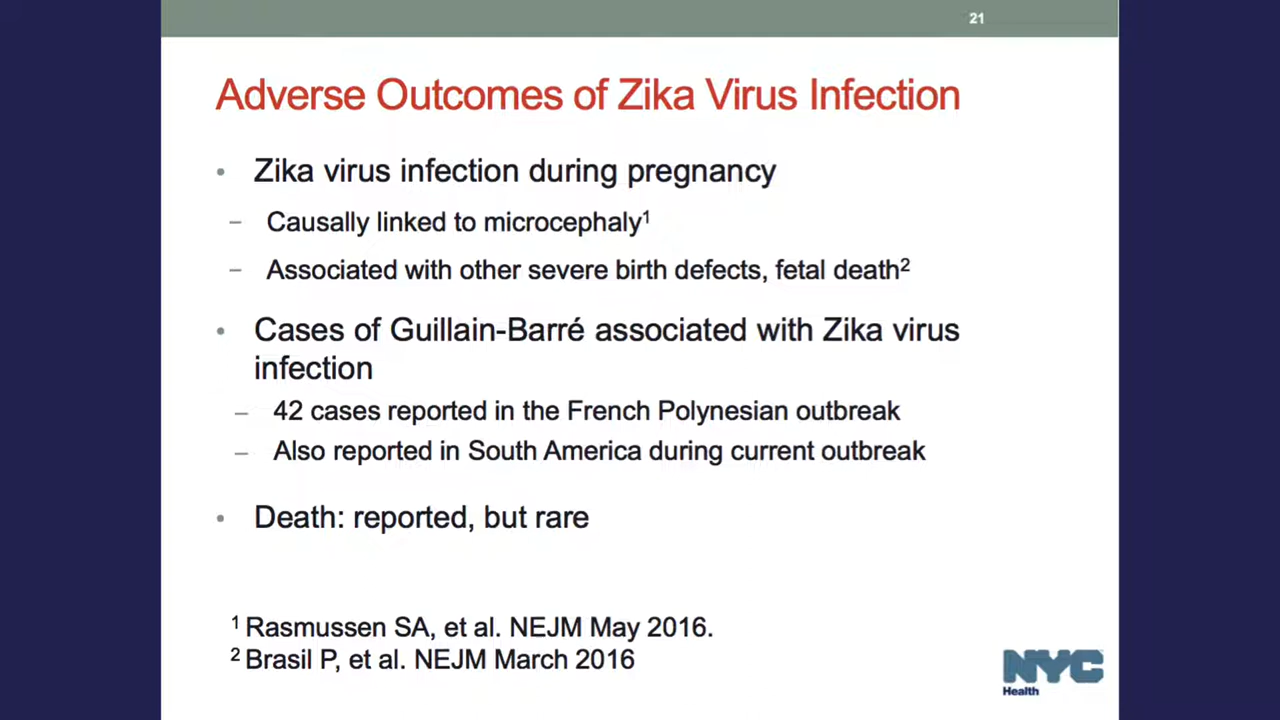 21
Adverse Outcomes of Zika Virus Infection
• Zika virus infection during pregnancy
– Causally linked to microcephaly¹
– Associated with other severe birth defects, fetal death²
• Cases of Guillain-Barré associated with Zika virus
infection
– 42 cases reported in the French Polynesian outbreak
– Also reported in South America during current outbreak
• Death: reported, but rare
¹ Rasmussen SA, et al. NEJM May 2016.
² Brasil P, et al. NEJM March 2016
NYC
Health